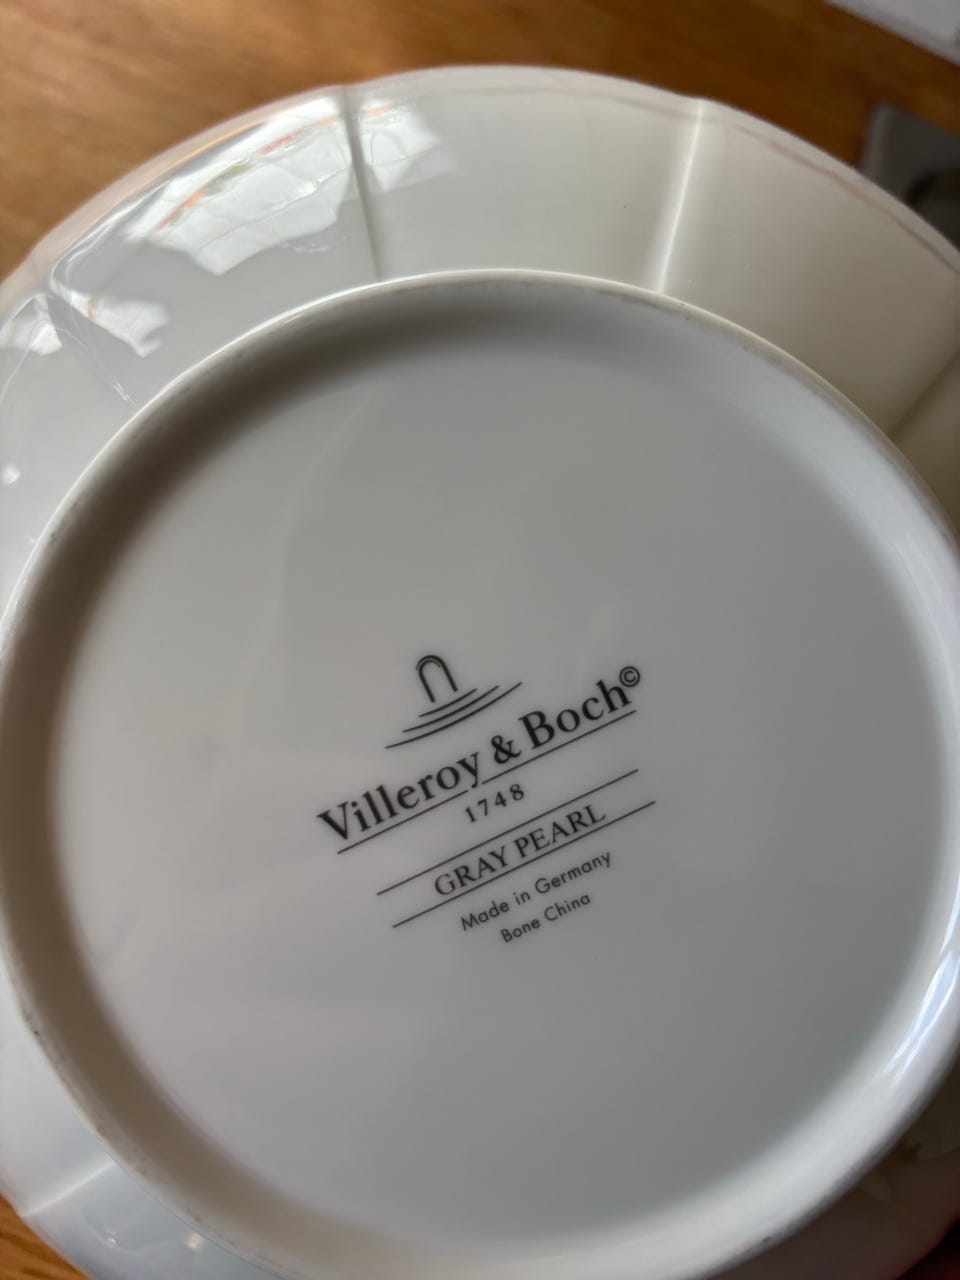 Villeroy & Boch©
1748
GRAY PEARL
Made in Germany
Bone China